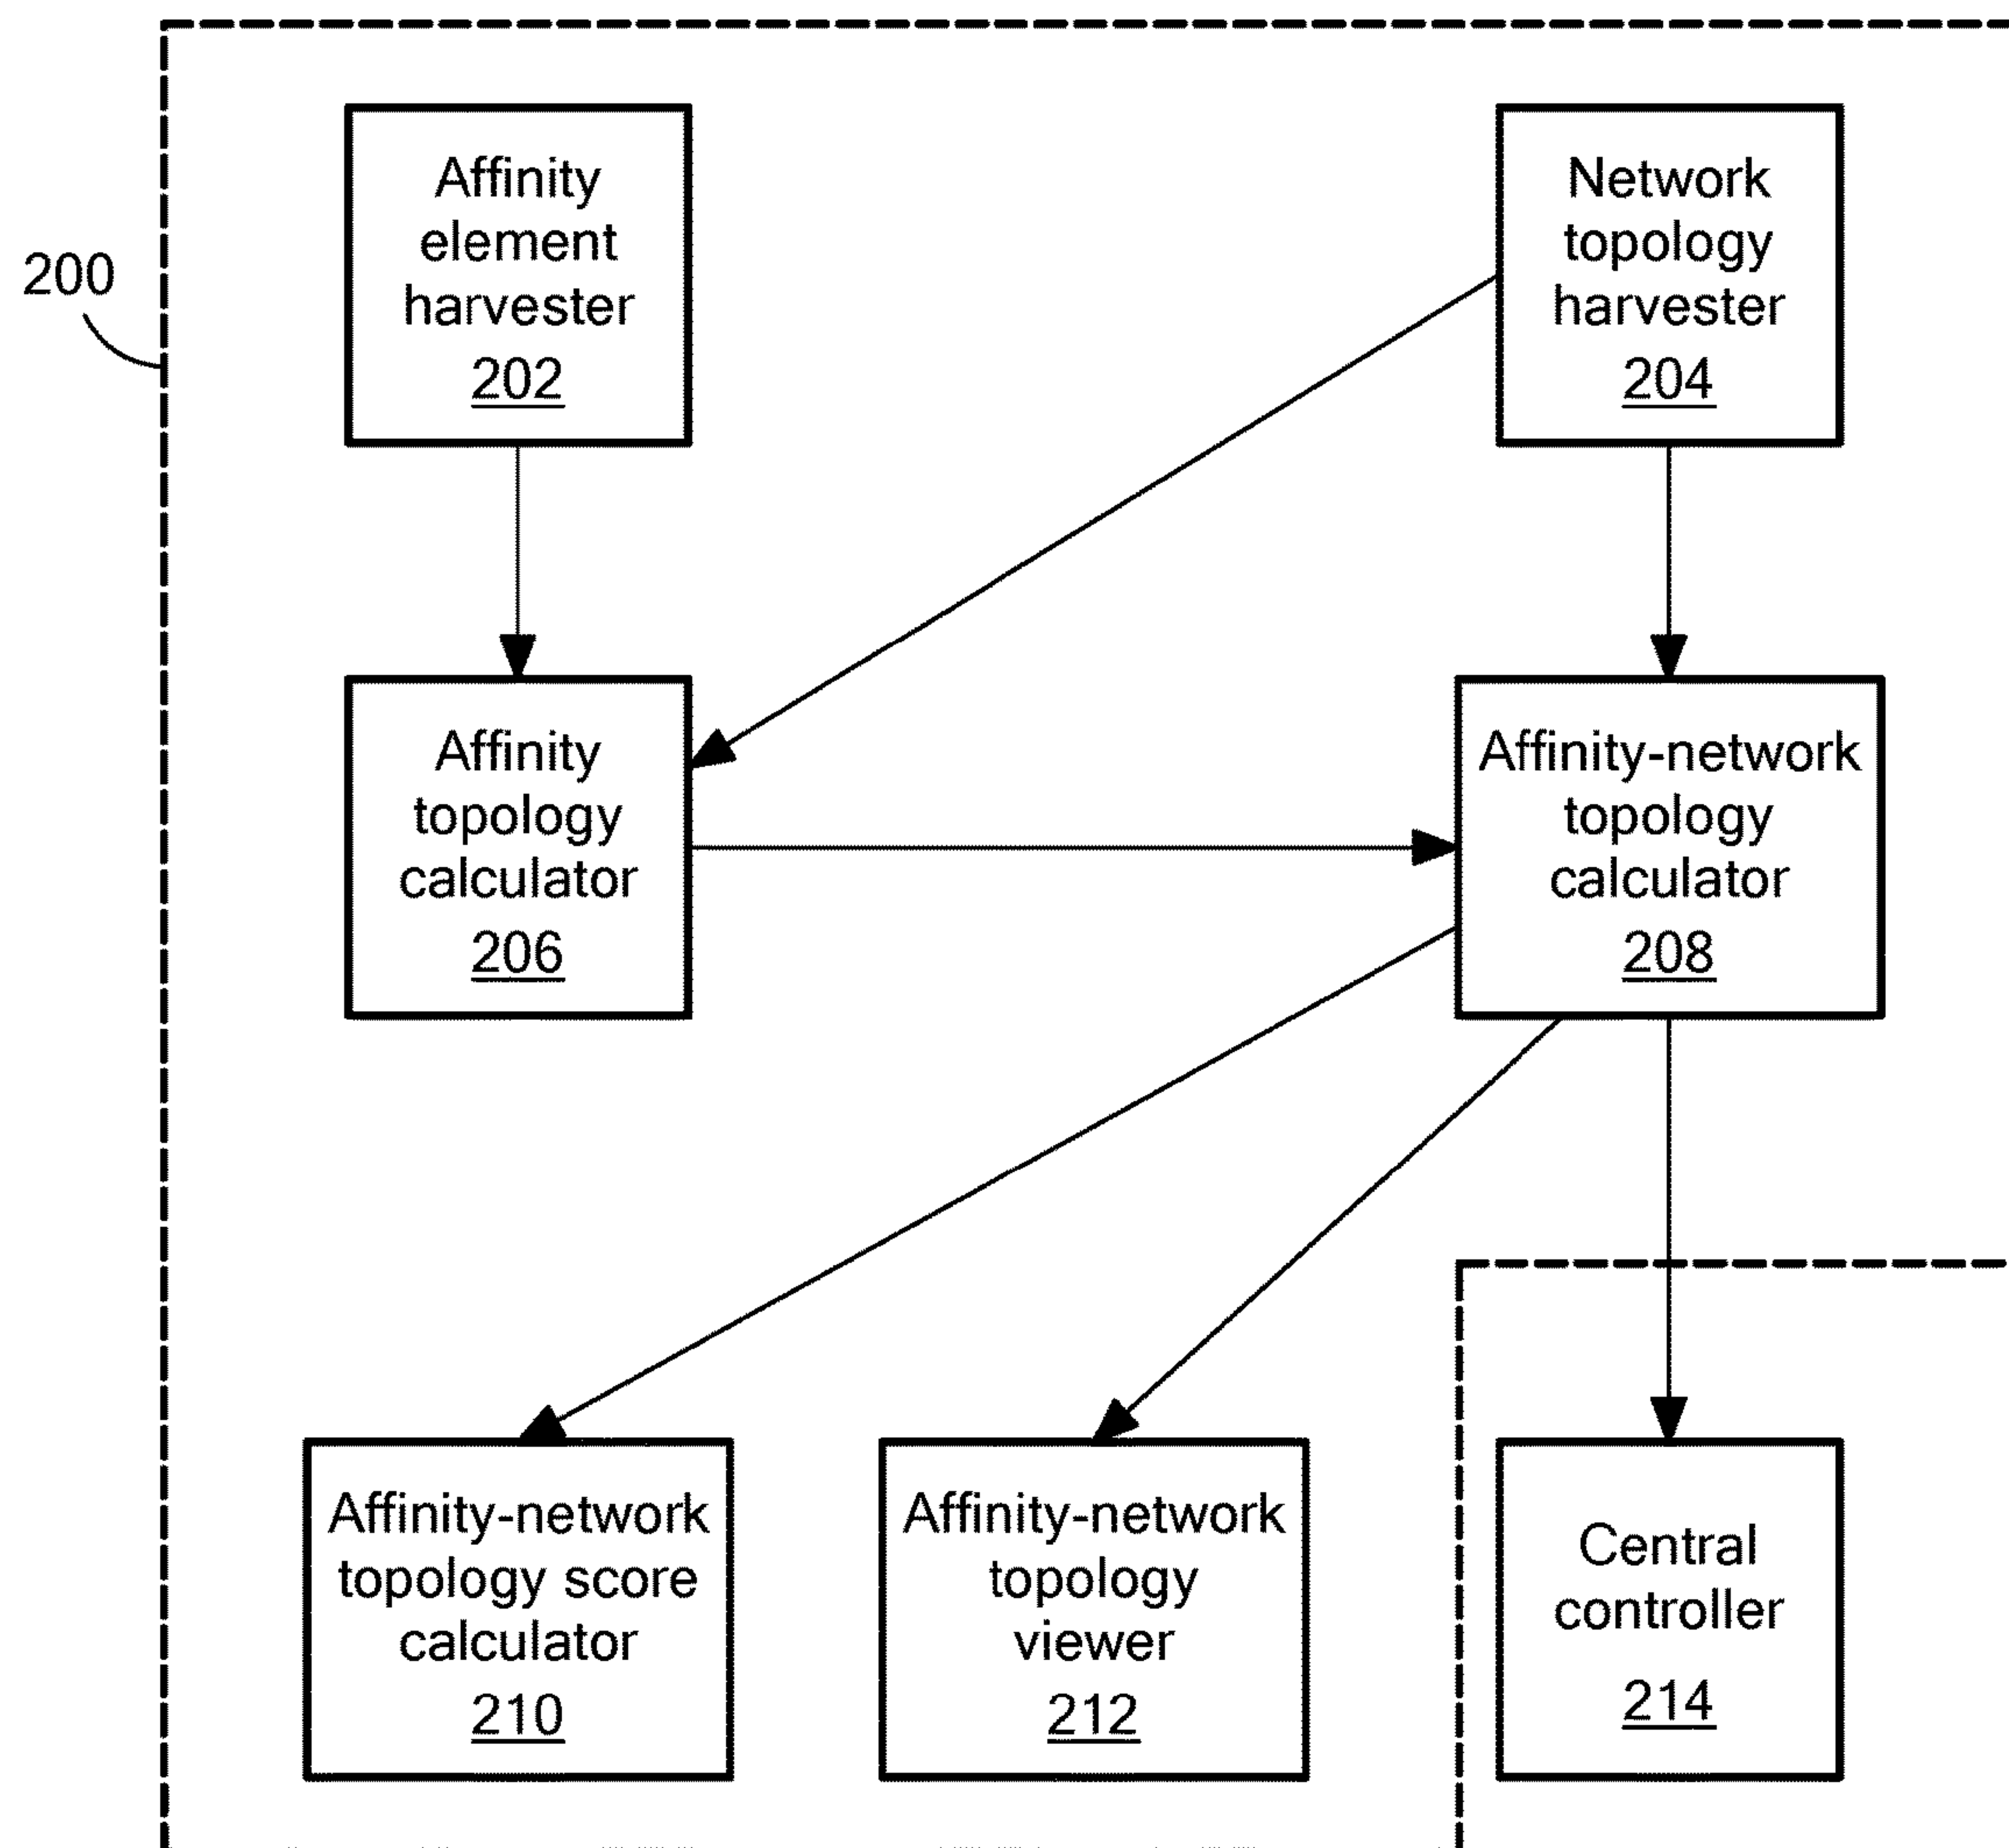 200
Affinity
element
harvester
202
Network
topology
harvester
204
Affinity
topology
calculator
206
Affinity-network
topology
calculator
208
Affinity-network
topology score
calculator
210
Affinity-network
topology
viewer
212
Central
controller
214